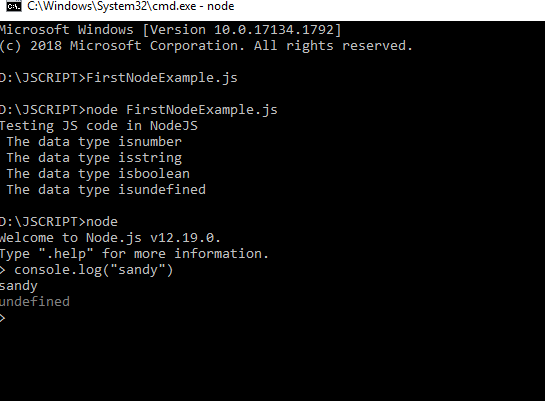 C:\Windows\System32\cmd.exe - node
Microsoft Windows [Version 10.0.17134.1792]
(c) 2018 Microsoft Corporation. All rights reserved.
D:\JSCRIPT>FirstNodeExample.js
D:\JSCRIPT>node FirstNodeExample.js
Testing JS code in NodeJS
The data type isnumber
The data type isstring
The data type isboolean
The data type isundefined
D:\JSCRIPT>node
Welcome to Node.js v12.19.0.
Type ".help" for more information.
> console.log("sandy")
sandy
undefined
>